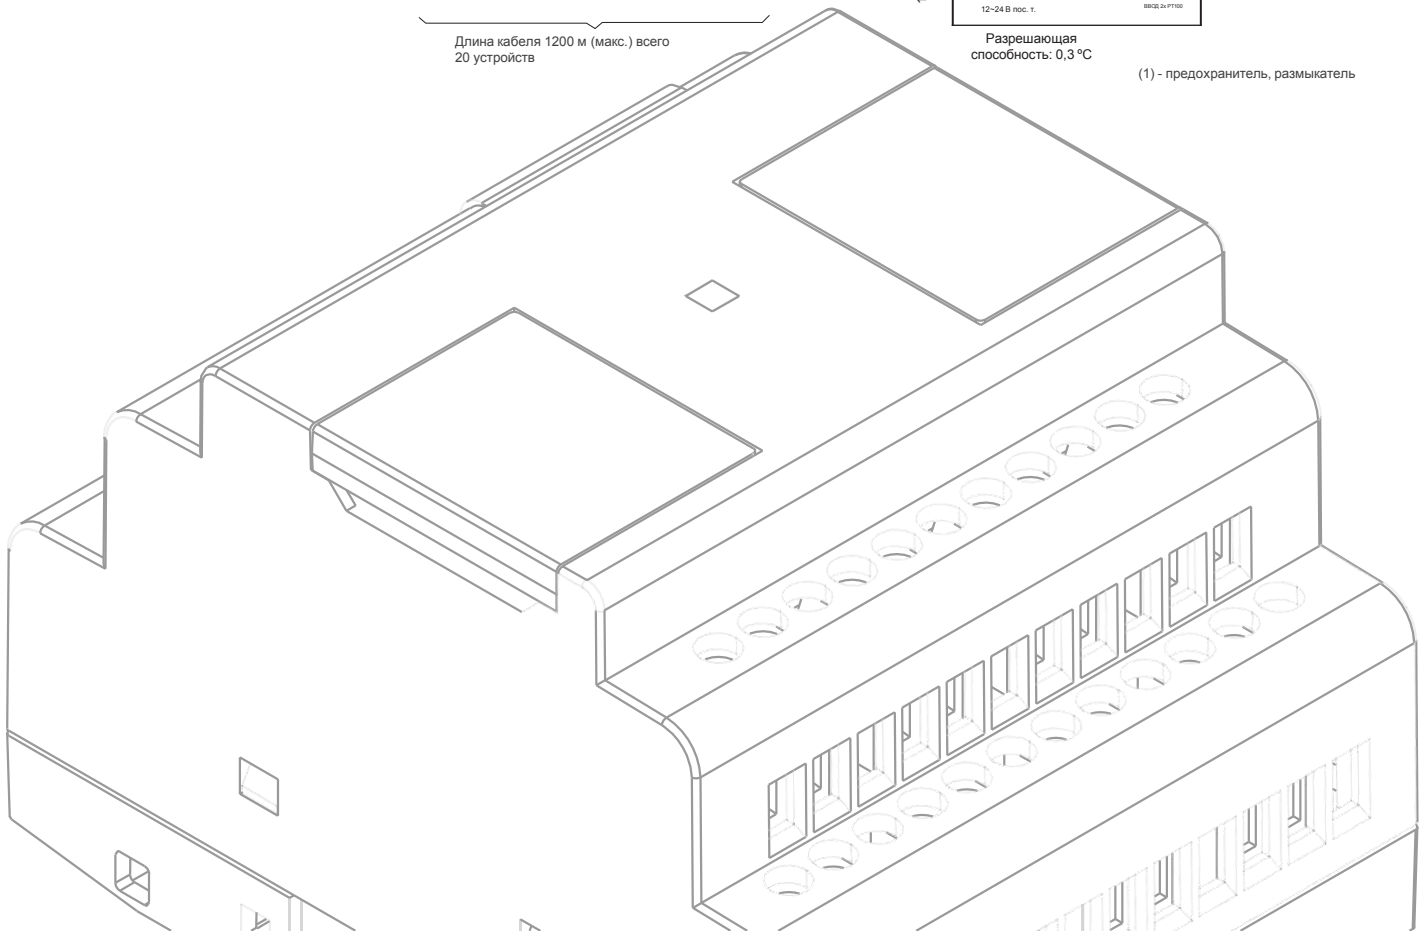 12~24 В пос. т.
ВВОД 2x PT100
Длина кабеля 1200 м (макс.) всего
20 устройств
Разрешающая
способность: 0,3 ºC
(1) - предохранитель, размыкатель